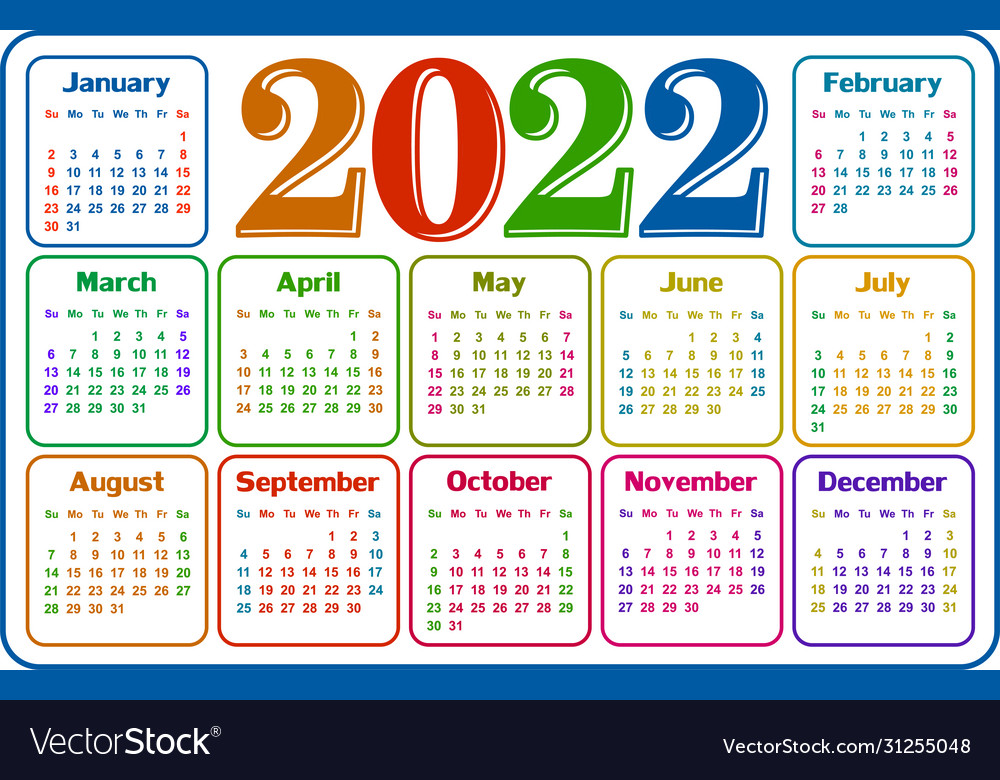 January
Su Mo Tu We Th Fr Sa
1
2 3 4 5 6 7 8
9 10 11 12 13 14 15
16 17 18 19 20 21 22
23 24 25 26 27 28 29
30 31
2022
February
Su Mo Tu We Th Fr Sa
1 2 3 4 5
6 7 8 9 10 11 12
13 14 15 16 17 18 19
20 21 22 23 24 25 26
27 28
March
Su Mo Tu We Th Fr Sa
1 2 3 4 5
6 7 8 9 10 11 12
13 14 15 16 17 18 19
20 21 22 23 24 25 26
27 28 29 30 31
April
Su Mo Tu We Th Fr Sa
1 2
3 4 5 6 7 8 9
10 11 12 13 14 15 16
17 18 19 20 21 22 23
24 25 26 27 28 29 30
May
Su Mo Tu We Th Fr Sa
1 2 3 4 5 6 7
8 9 10 11 12 13 14
15 16 17 18 19 20 21
22 23 24 25 26 27 28
29 30 31
June
Su Mo Tu We Th Fr Sa
1 2 3 4
5 6 7 8 9 10 11
12 13 14 15 16 17 18
19 20 21 22 23 24 25
26 27 28 29 30
July
Su Mo Tu We Th Fr Sa
1 2
3 4 5 6 7 8 9
10 11 12 13 14 15 16
17 18 19 20 21 22 23
24 25 26 27 28 29 30
31
August
Su Mo Tu We Th Fr Sa
1 2 3 4 5 6
7 8 9 10 11 12 13
14 15 16 17 18 19 20
21 22 23 24 25 26 27
28 29 30 31
September
Su Mo Tu We Th Fr Sa
1 2 3
4 5 6 7 8 9 10
11 12 13 14 15 16 17
18 19 20 21 22 23 24
25 26 27 28 29 30
October
Su Mo Tu We Th Fr Sa
1
2 3 4 5 6 7 8
9 10 11 12 13 14 15
16 17 18 19 20 21 22
23 24 25 26 27 28 29
30 31
November
Su Mo Tu We Th Fr Sa
1 2 3 4 5
6 7 8 9 10 11 12
13 14 15 16 17 18 19
20 21 22 23 24 25 26
27 28 29 30
December
Su Mo Tu We Th Fr Sa
1 2 3
4 5 6 7 8 9 10
11 12 13 14 15 16 17
18 19 20 21 22 23 24
25 26 27 28 29 30 31
VectorStock®
VectorStock.com/31255048